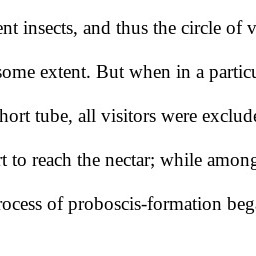 ent insects, and thus the circle of v
some extent. But when in a particu
hort tube, all visitors were exclude
rt to reach the nectar; while among
rocess of proboscis-formation bega